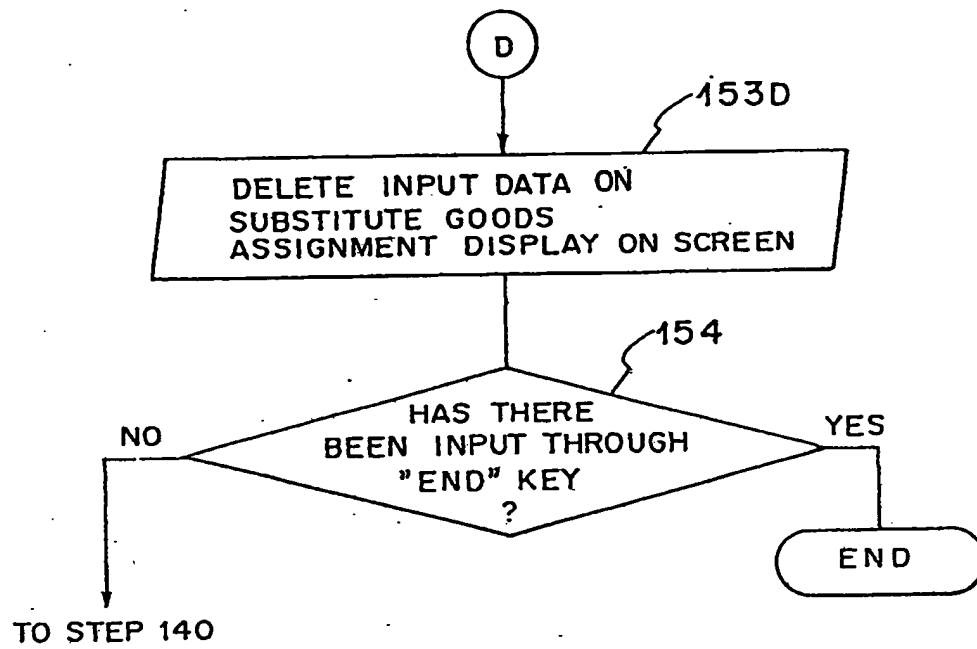 D
153D
DELETE INPUT DATA ON
SUBSTITUTE GOODS
ASSIGNMENT DISPLAY ON SCREEN
154
HAS THERE
BEEN INPUT THROUGH
"END" KEY
?
NO
YES
END
TO STEP 140